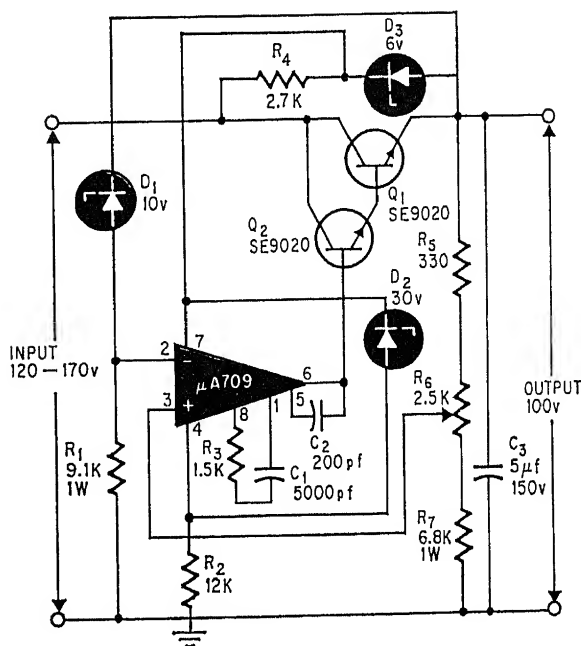 D3
6v
R4
2.7K
D1
10v
Q1
SE9020
Q2
SE9020
R5
330
D2
30v
INPUT
120–170v
2
7
6
μA709
3
4
8
1
5
R6
2.5K
OUTPUT
100v
R1
9.1K
1W
R3
1.5K
C2
200pf
C1
5000pf
C3
5μf
150v
R7
6.8K
1W
R2
12K